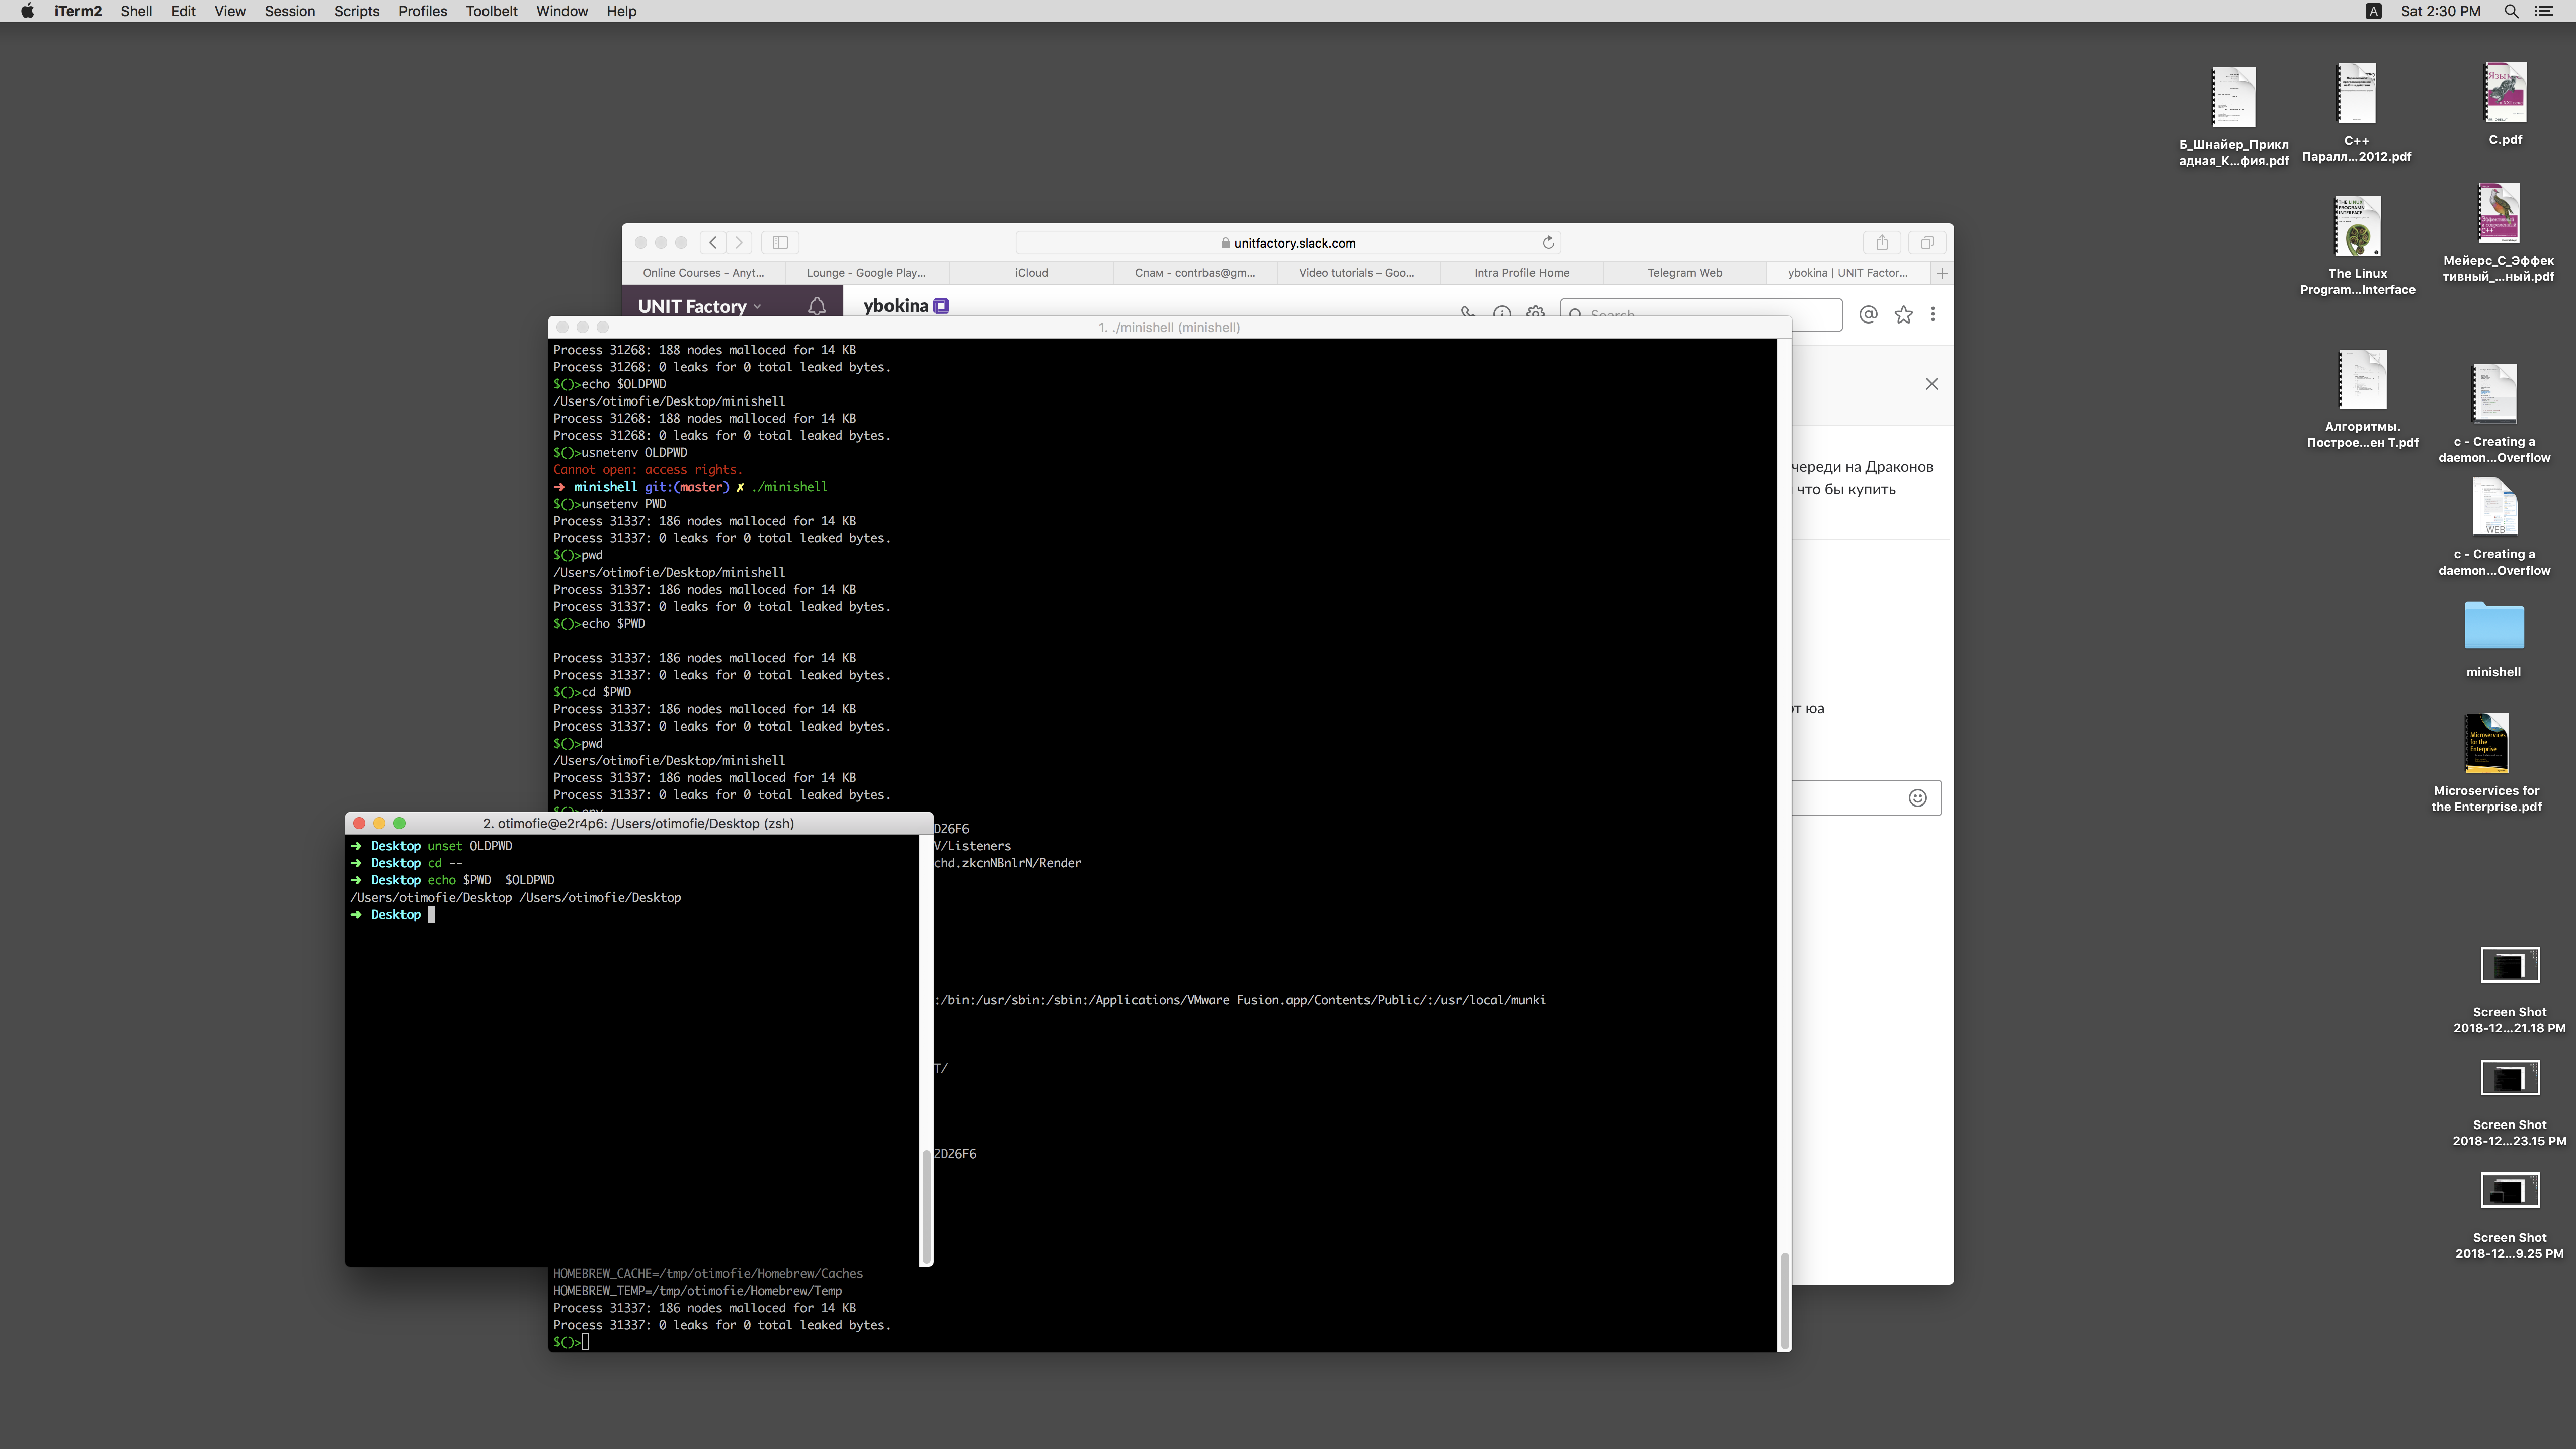 iTerm2 Shell Edit View Session Scripts Profiles Toolbelt Window Help
A Sat 2:30 PM
Б_Шнайер_Прикл
адная_К...фия.pdf
C++
Паралл...2012.pdf
C.pdf
THE LINUX
PROGRAM
INTERFACE
The Linux
Program...Interface
Мейерс_С_Эффек
тивный_...ный.pdf
Алгоритмы.
Построе...ен Т.pdf
c - Creating a
daemon...Overflow
WEB
c - Creating a
daemon...Overflow
minishell
Microservices
for the
Enterprise
Microservices for
the Enterprise.pdf
Screen Shot
2018-12...21.18 PM
Screen Shot
2018-12...23.15 PM
Screen Shot
2018-12...9.25 PM
unitfactory.slack.com
Online Courses - Anyt...
Lounge - Google Play...
iCloud
Спам - contrbas@gm...
Video tutorials – Goo...
Intra Profile Home
Telegram Web
ybokina | UNIT Factor...
UNIT Factory
ybokina
Search
череди на Драконов
что бы купить
от юа
1. ./minishell (minishell)
Process 31268: 188 nodes malloced for 14 KB
Process 31268: 0 leaks for 0 total leaked bytes.
$()>echo $OLDPWD
/Users/otimofie/Desktop/minishell
Process 31268: 188 nodes malloced for 14 KB
Process 31268: 0 leaks for 0 total leaked bytes.
$()>usnetenv OLDPWD
Cannot open: access rights.
➜ minishell git:(master) ✗ ./minishell
$()>unsetenv PWD
Process 31337: 186 nodes malloced for 14 KB
Process 31337: 0 leaks for 0 total leaked bytes.
$()>pwd
/Users/otimofie/Desktop/minishell
Process 31337: 186 nodes malloced for 14 KB
Process 31337: 0 leaks for 0 total leaked bytes.
$()>echo $PWD
Process 31337: 186 nodes malloced for 14 KB
Process 31337: 0 leaks for 0 total leaked bytes.
$()>cd $PWD
Process 31337: 186 nodes malloced for 14 KB
Process 31337: 0 leaks for 0 total leaked bytes.
$()>pwd
/Users/otimofie/Desktop/minishell
Process 31337: 186 nodes malloced for 14 KB
Process 31337: 0 leaks for 0 total leaked bytes.
$()>env
D26F6
V/Listeners
chd.zkcnNBnlrN/Render
:/bin:/usr/sbin:/sbin:/Applications/VMware Fusion.app/Contents/Public/:/usr/local/munki
T/
2D26F6
HOMEBREW_CACHE=/tmp/otimofie/Homebrew/Caches
HOMEBREW_TEMP=/tmp/otimofie/Homebrew/Temp
Process 31337: 186 nodes malloced for 14 KB
Process 31337: 0 leaks for 0 total leaked bytes.
$()>
2. otimofie@e2r4p6: /Users/otimofie/Desktop (zsh)
➜ Desktop unset OLDPWD
➜ Desktop cd --
➜ Desktop echo $PWD  $OLDPWD
/Users/otimofie/Desktop /Users/otimofie/Desktop
➜ Desktop